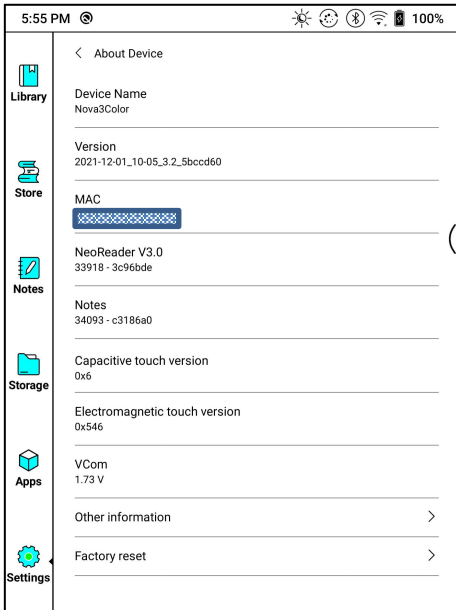 5:55 PM
100%
< About Device
Library
Device Name
Nova3Color
Version
2021-12-01_10-05_3.2_5bccd60
Store
MAC
NeoReader V3.0
33918 - 3c96bde
Notes
Notes
34093 - c3186a0
Capacitive touch version
0x6
Storage
Electromagnetic touch version
0x546
VCom
1.73 V
Apps
Other information >
Factory reset >
Settings